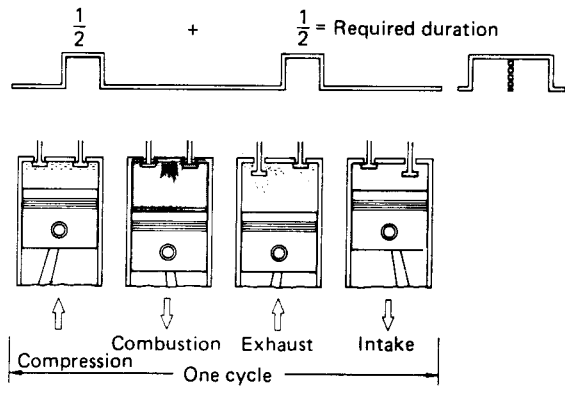 1/2 + 1/2 = Required duration
Compression Combustion Exhaust Intake
One cycle